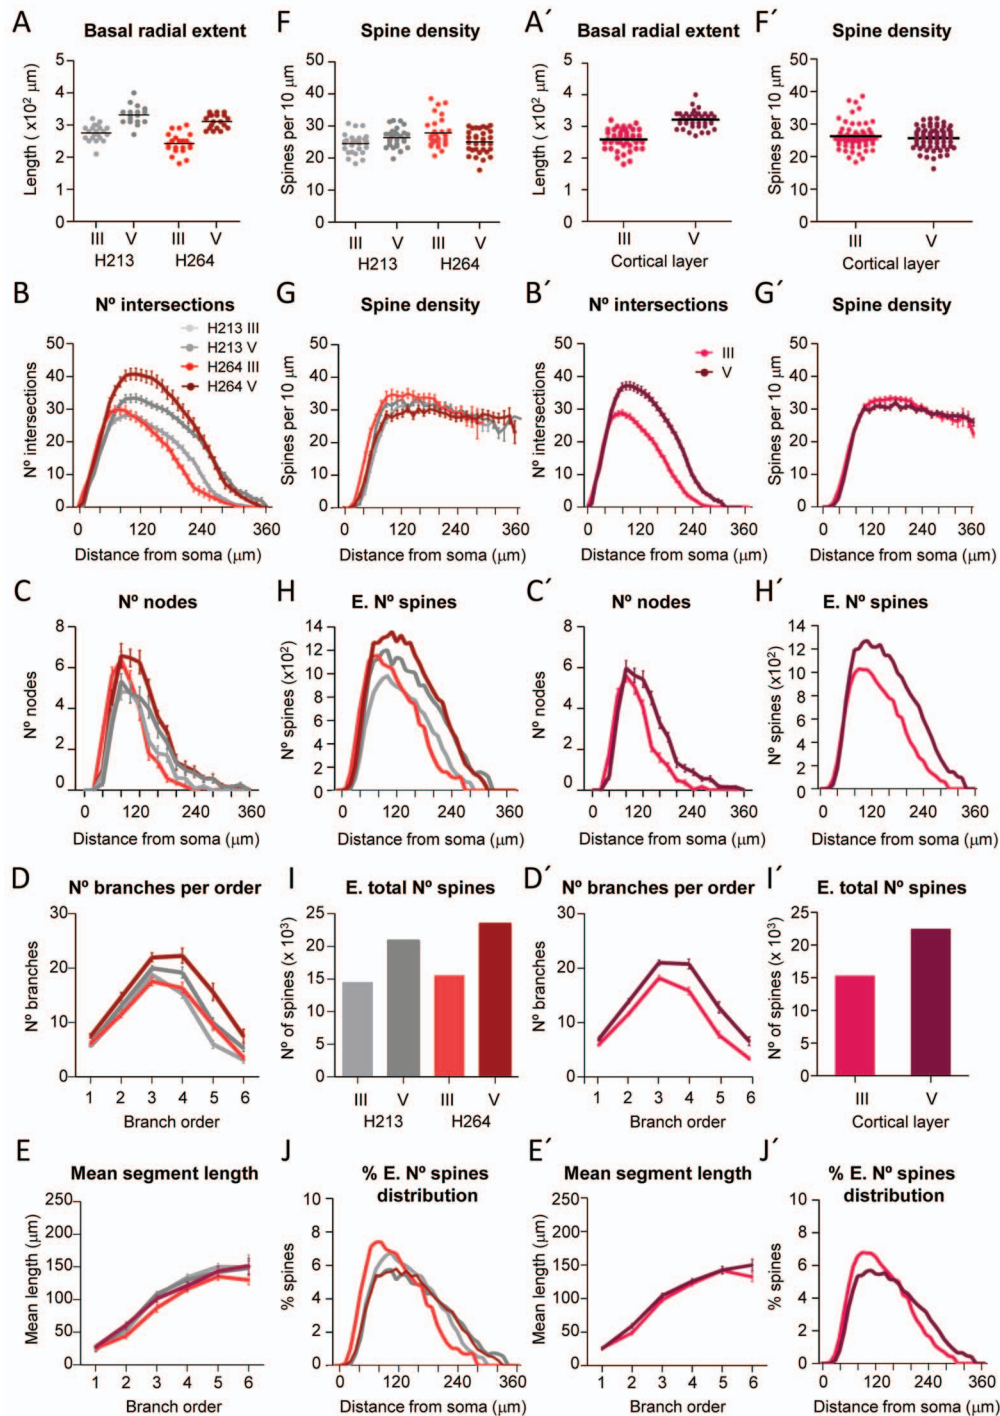 A
Basal radial extent
Length ( x10² µm)
5
4
3
2
1
0
III V III V
H213 H264
F
Spine density
Spines per 10 µm
50
40
30
20
10
0
III V III V
H213 H264
A´
Basal radial extent
Length (x10² µm)
5
4
3
2
1
0
III V
Cortical layer
F´
Spine density
Spines per 10 µm
50
40
30
20
10
0
III V
Cortical layer
B
Nº intersections
H213 III
H213 V
H264 III
H264 V
Nº intersections
50
40
30
20
10
0
0 120 240 360
Distance from soma (µm)
G
Spine density
Spines per 10 µm
50
40
30
20
10
0
0 120 240 360
Distance from soma (µm)
B´
Nº intersections
III
V
Nº intersections
50
40
30
20
10
0
0 120 240 360
Distance from soma (µm)
G´
Spine density
Spines per 10 µm
50
40
30
20
10
0
0 120 240 360
Distance from soma (µm)
C
Nº nodes
Nº nodes
8
6
4
2
0
0 120 240 360
Distance from soma (µm)
H
E. Nº spines
Nº spines (x10²)
14
12
10
8
6
4
2
0
0 120 240 360
Distance from soma (µm)
C´
Nº nodes
Nº nodes
8
6
4
2
0
0 120 240 360
Distance from soma (µm)
H´
E. Nº spines
Nº spines (x10²)
14
12
10
8
6
4
2
0
0 120 240 360
Distance from soma (µm)
D
Nº branches per order
Nº branches
30
20
10
0
1 2 3 4 5 6
Branch order
I
E. total Nº spines
Nº of spines (x 10³)
25
20
15
10
5
0
III V III V
H213 H264
D´
Nº branches per order
Nº branches
30
20
10
0
1 2 3 4 5 6
Branch order
I´
E. total Nº spines
Nº of spines (x 10³)
25
20
15
10
5
0
III V
Cortical layer
E
Mean segment length
Mean length (µm)
250
200
150
100
50
0
1 2 3 4 5 6
Branch order
J
% E. Nº spines
distribution
% spines
10
8
6
4
2
0
0 120 240 360
Distance from soma (µm)
E´
Mean segment length
Mean length (µm)
250
200
150
100
50
0
1 2 3 4 5 6
Branch order
J´
% E. Nº spines
distribution
% spines
10
8
6
4
2
0
0 120 240 360
Distance from soma (µm)